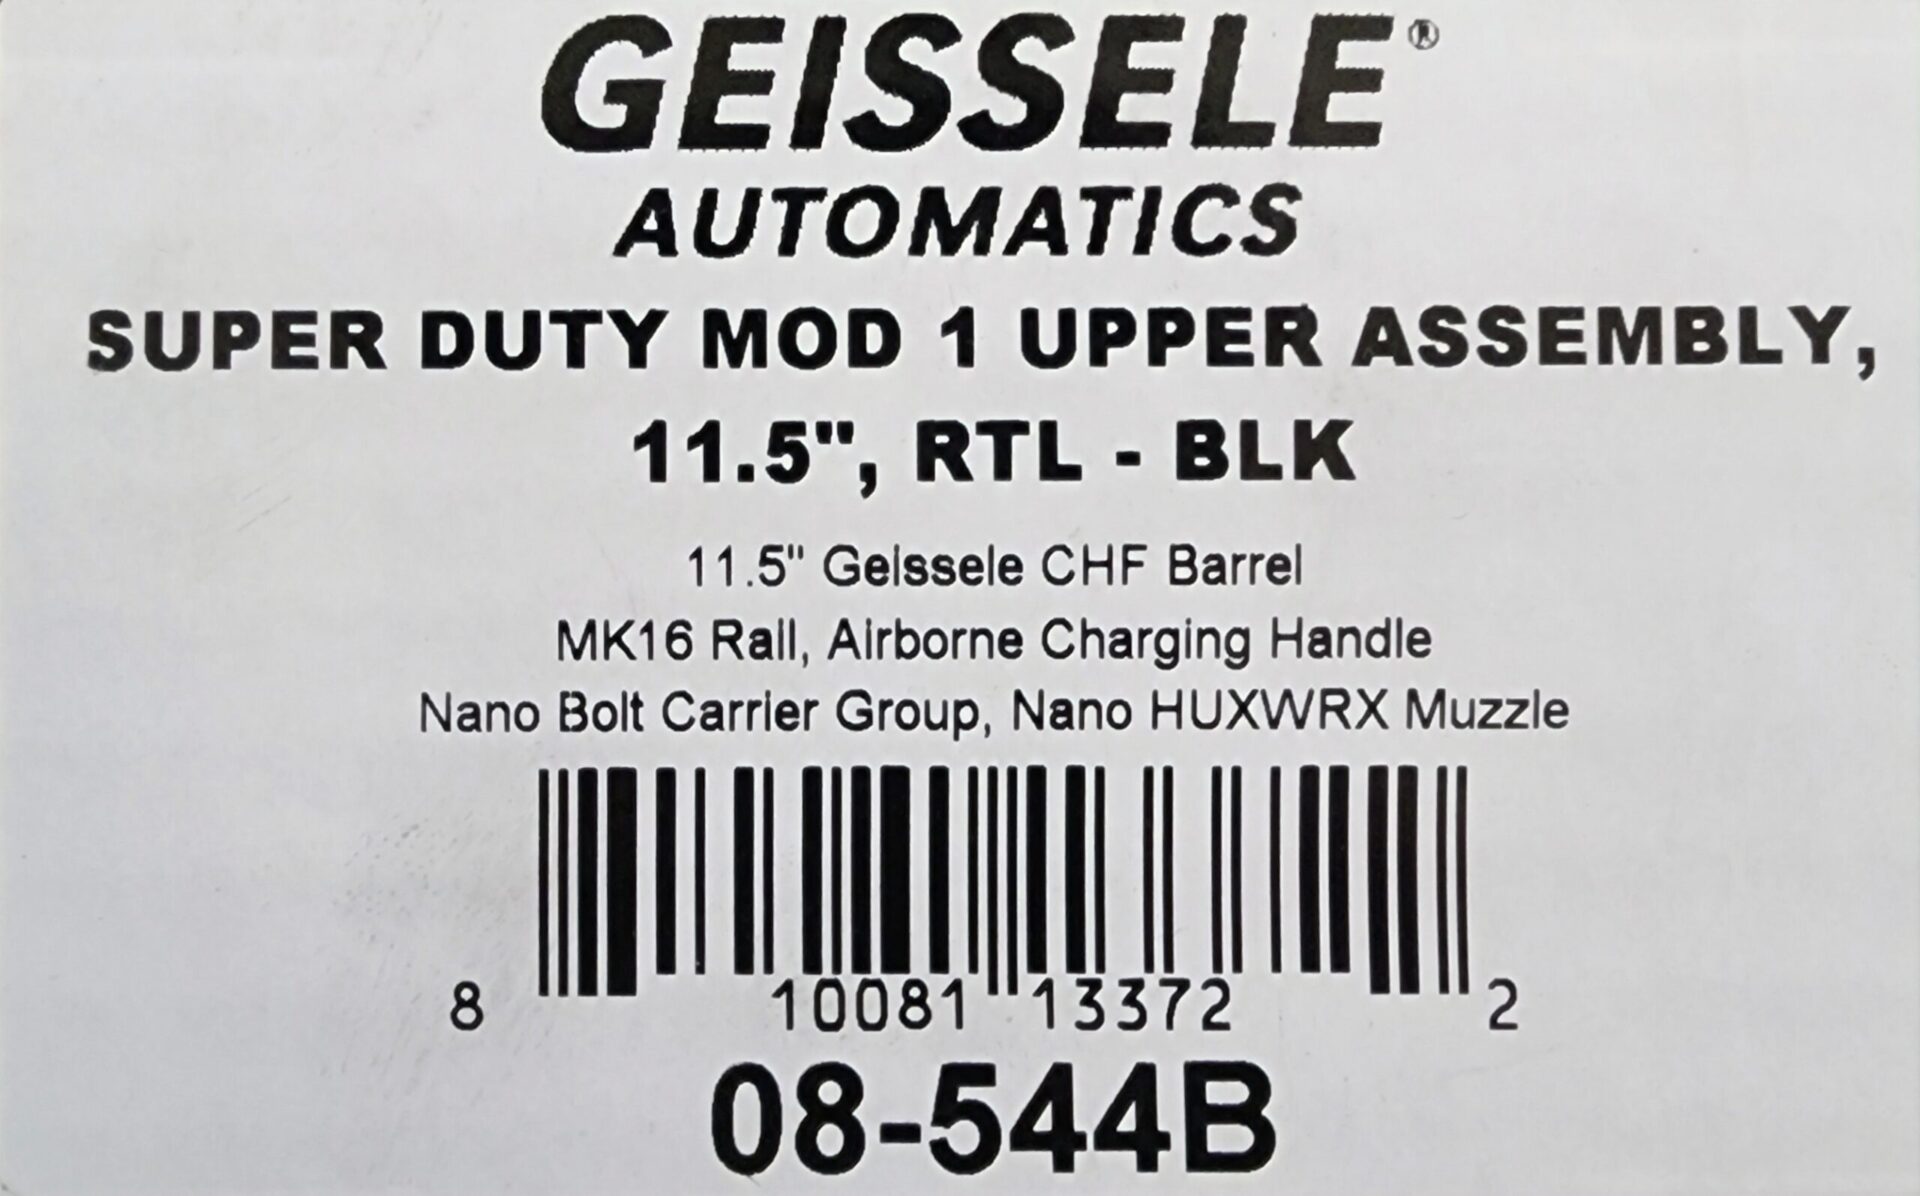 GEISSELE®
AUTOMATICS
SUPER DUTY MOD 1 UPPER ASSEMBLY,
11.5", RTL - BLK
11.5" Geissele CHF Barrel
MK16 Rail, Airborne Charging Handle
Nano Bolt Carrier Group, Nano HUXWRX Muzzle
8 10081 13372 2
08-544B